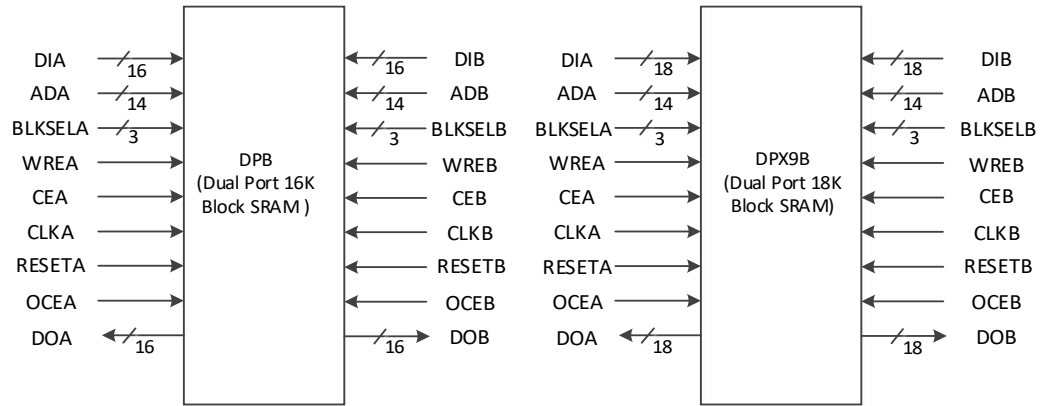 DIA
16
ADA
14
BLKSELA
3
WREA
CEA
CLKA
RESETA
OCEA
DOA
16
DPB
(Dual Port 16K
Block SRAM )
DIB
16
ADB
14
BLKSELB
3
WREB
CEB
CLKB
RESETB
OCEB
DOB
16
DIA
18
ADA
14
BLKSELA
3
WREA
CEA
CLKA
RESETA
OCEA
DOA
18
DPX9B
(Dual Port 18K
Block SRAM)
DIB
18
ADB
14
BLKSELB
3
WREB
CEB
CLKB
RESETB
OCEB
DOB
18